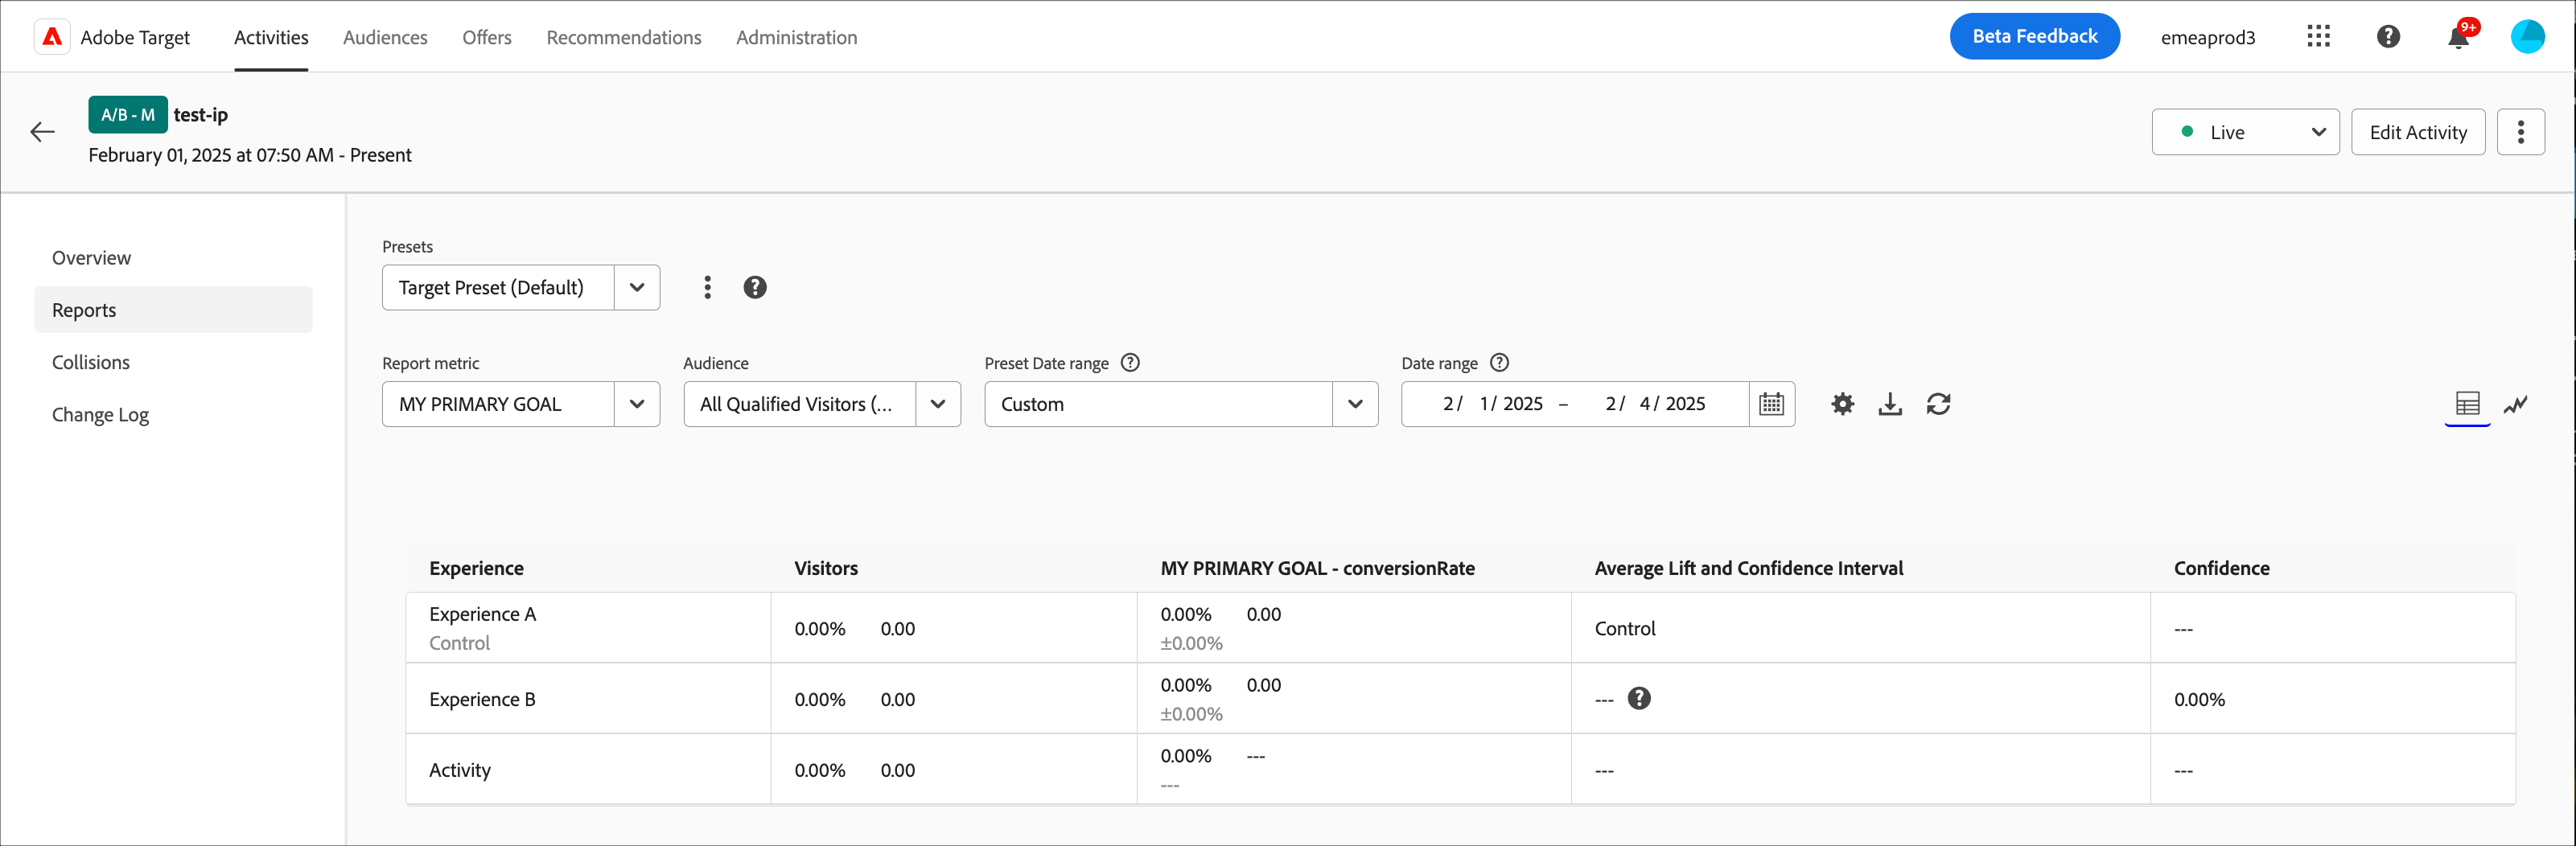 Adobe Target Activities Audiences Offers Recommendations Administration Beta Feedback emeaprod3 9+
A/B - M test-ip
February 01, 2025 at 07:50 AM - Present
Live Edit Activity
Overview
Reports
Collisions
Change Log
Presets
Target Preset (Default)
Report metric Audience Preset Date range Date range
MY PRIMARY GOAL All Qualified Visitors (... Custom 2/ 1/ 2025 – 2/ 4/ 2025
Experience Visitors MY PRIMARY GOAL - conversionRate Average Lift and Confidence Interval Confidence
Experience A
Control
0.00% 0.00
0.00% 0.00
±0.00%
Control
---
Experience B
0.00% 0.00
0.00% 0.00
±0.00%
---
0.00%
Activity
0.00% 0.00
0.00% ---
---
---
---